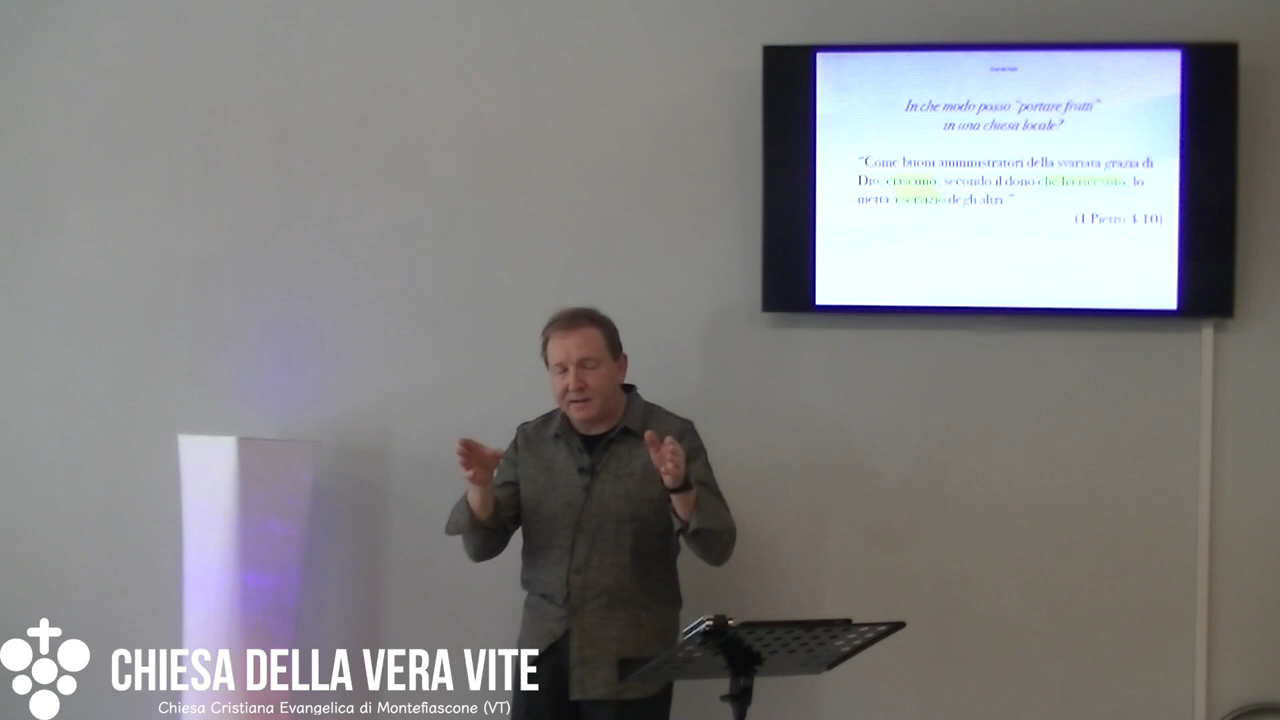 In che modo posso "portare frutti"
in una chiesa locale?
"Come buoni amministratori della svariata grazia di
Dio, ciascuno, secondo il dono che ha ricevuto, lo
metta a servizio degli altri."
(1 Pietro 4:10)
CHIESA DELLA VERA VITE
Chiesa Cristiana Evangelica di Montefiascone (VT)